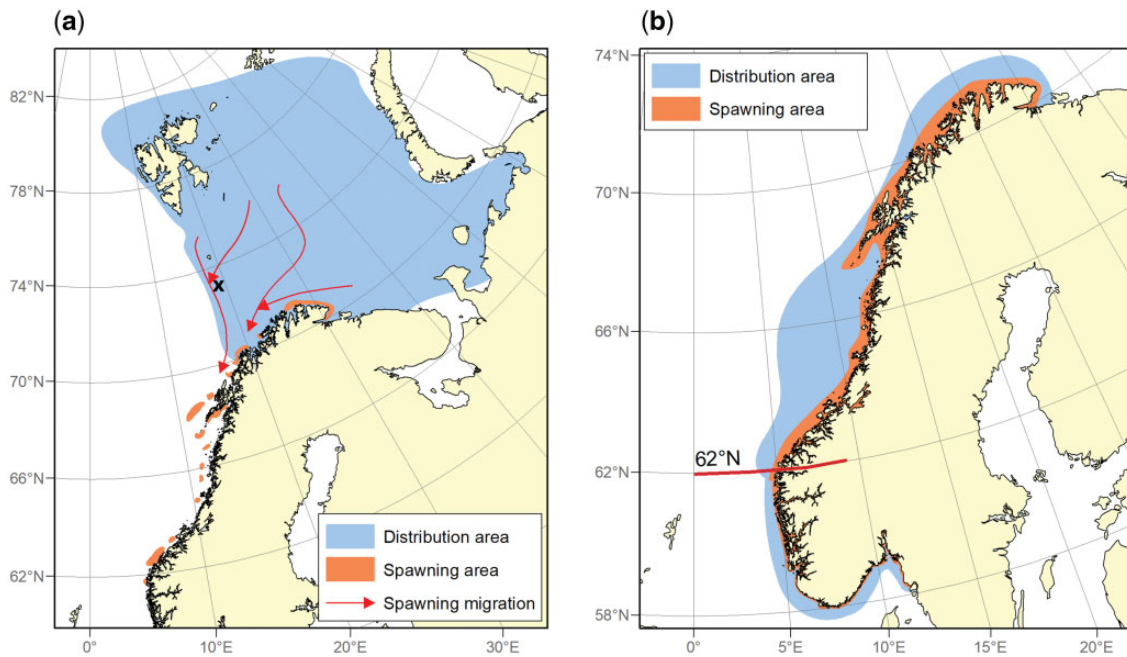 (a)
82°N
78°N
74°N
70°N
66°N
62°N
0°
10°E
20°E
30°E
x
Distribution area
Spawning area
Spawning migration
(b)
74°N
70°N
66°N
62°N
58°N
0°
5°E
10°E
15°E
20°E
Distribution area
Spawning area
62°N